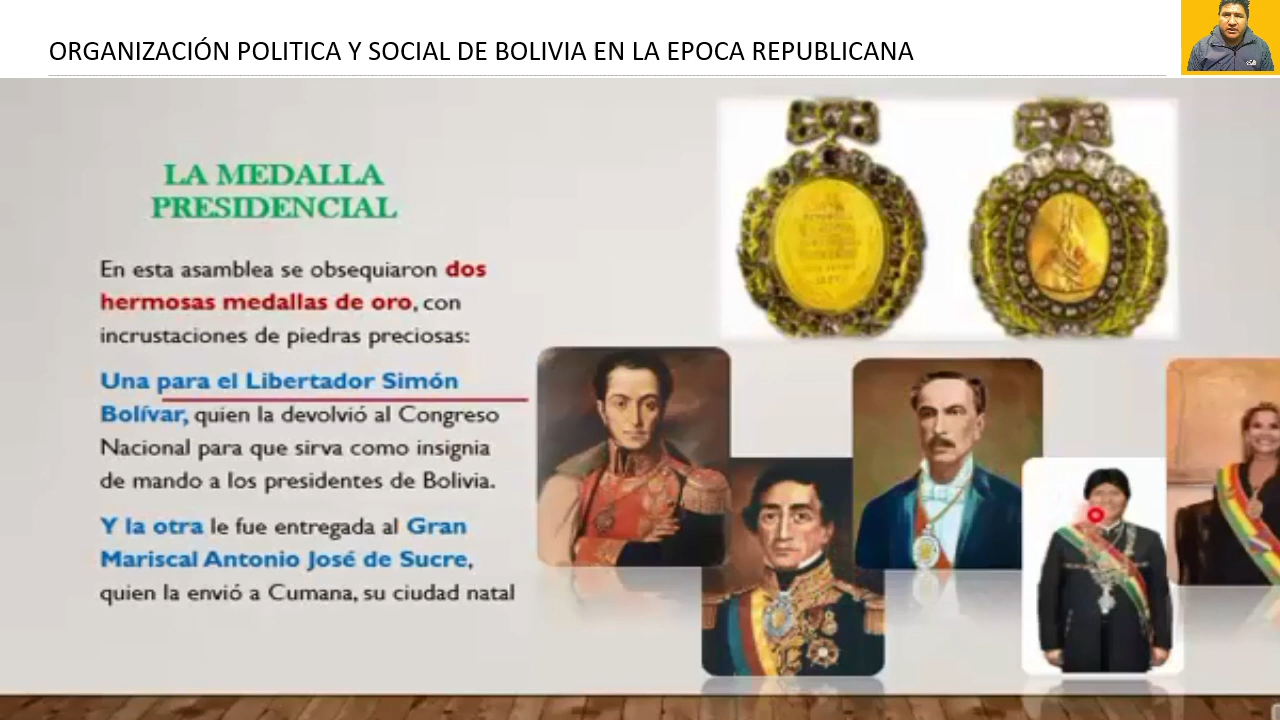 ORGANIZACIÓN POLITICA Y SOCIAL DE BOLIVIA EN LA EPOCA REPUBLICANA
LA MEDALLA
PRESIDENCIAL
En esta asamblea se obsequiaron dos
hermosas medallas de oro, con
incrustaciones de piedras preciosas:
Una para el Libertador Simón
Bolívar, quien la devolvió al Congreso
Nacional para que sirva como insignia
de mando a los presidentes de Bolivia.
Y la otra le fue entregada al Gran
Mariscal Antonio José de Sucre,
quien la envió a Cumana, su ciudad natal